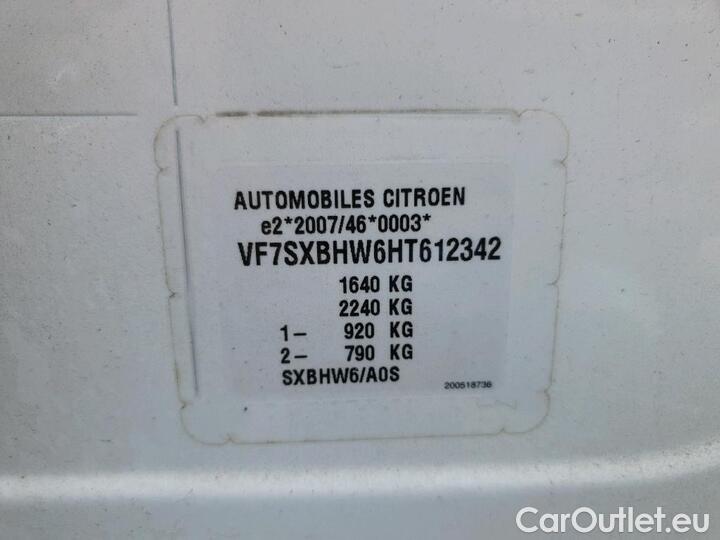 AUTOMOBILES CITROEN
e2*2007/46*0003*
VF7SXBHW6HT612342
1640 KG
2240 KG
1- 920 KG
2- 790 KG
SXBHW6/A0S
200518736
CarOutlet.eu